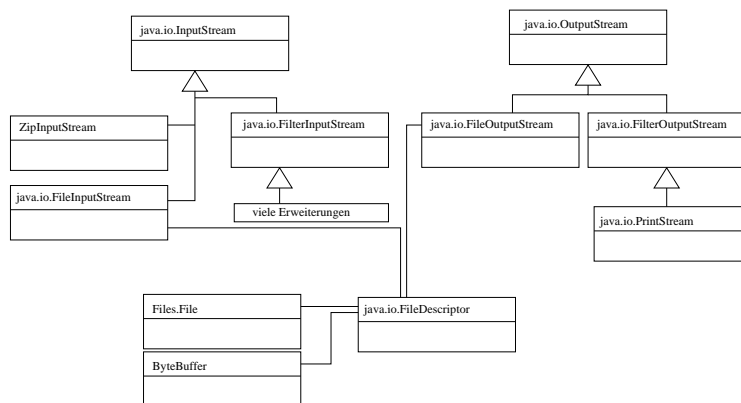 java.io.InputStream
java.io.OutputStream
ZipInputStream
java.io.FilterInputStream
java.io.FileOutputStream
java.io.FilterOutputStream
java.io.FileInputStream
viele Erweiterungen
java.io.PrintStream
Files.File
java.io.FileDescriptor
ByteBuffer